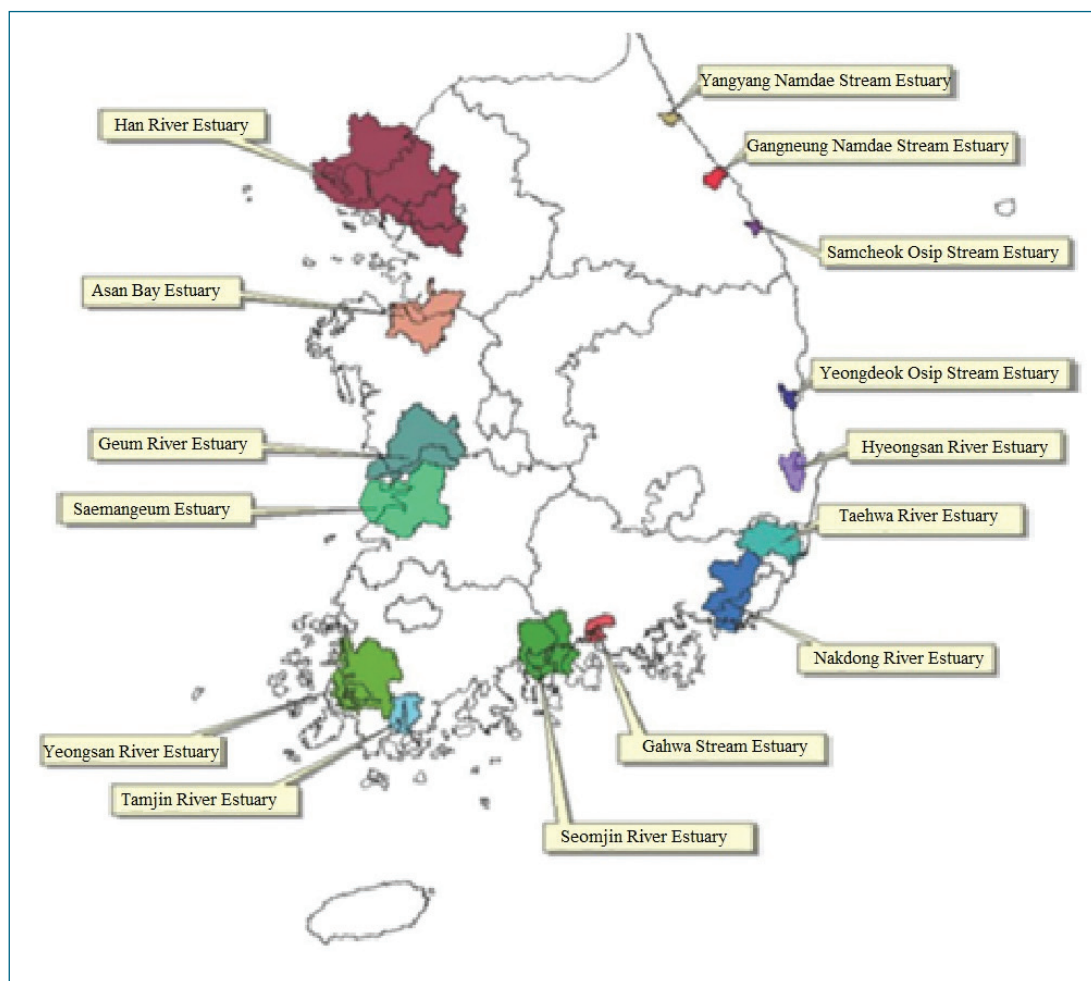 Yangyang Namdae Stream Estuary
Han River Estuary
Gangneung Namdae Stream Estuary
Samcheok Osip Stream Estuary
Asan Bay Estuary
Yeongdeok Osip Stream Estuary
Geum River Estuary
Hyeongsan River Estuary
Saemangeum Estuary
Taehwa River Estuary
Nakdong River Estuary
Yeongsan River Estuary
Gahwa Stream Estuary
Tamjin River Estuary
Seomjin River Estuary